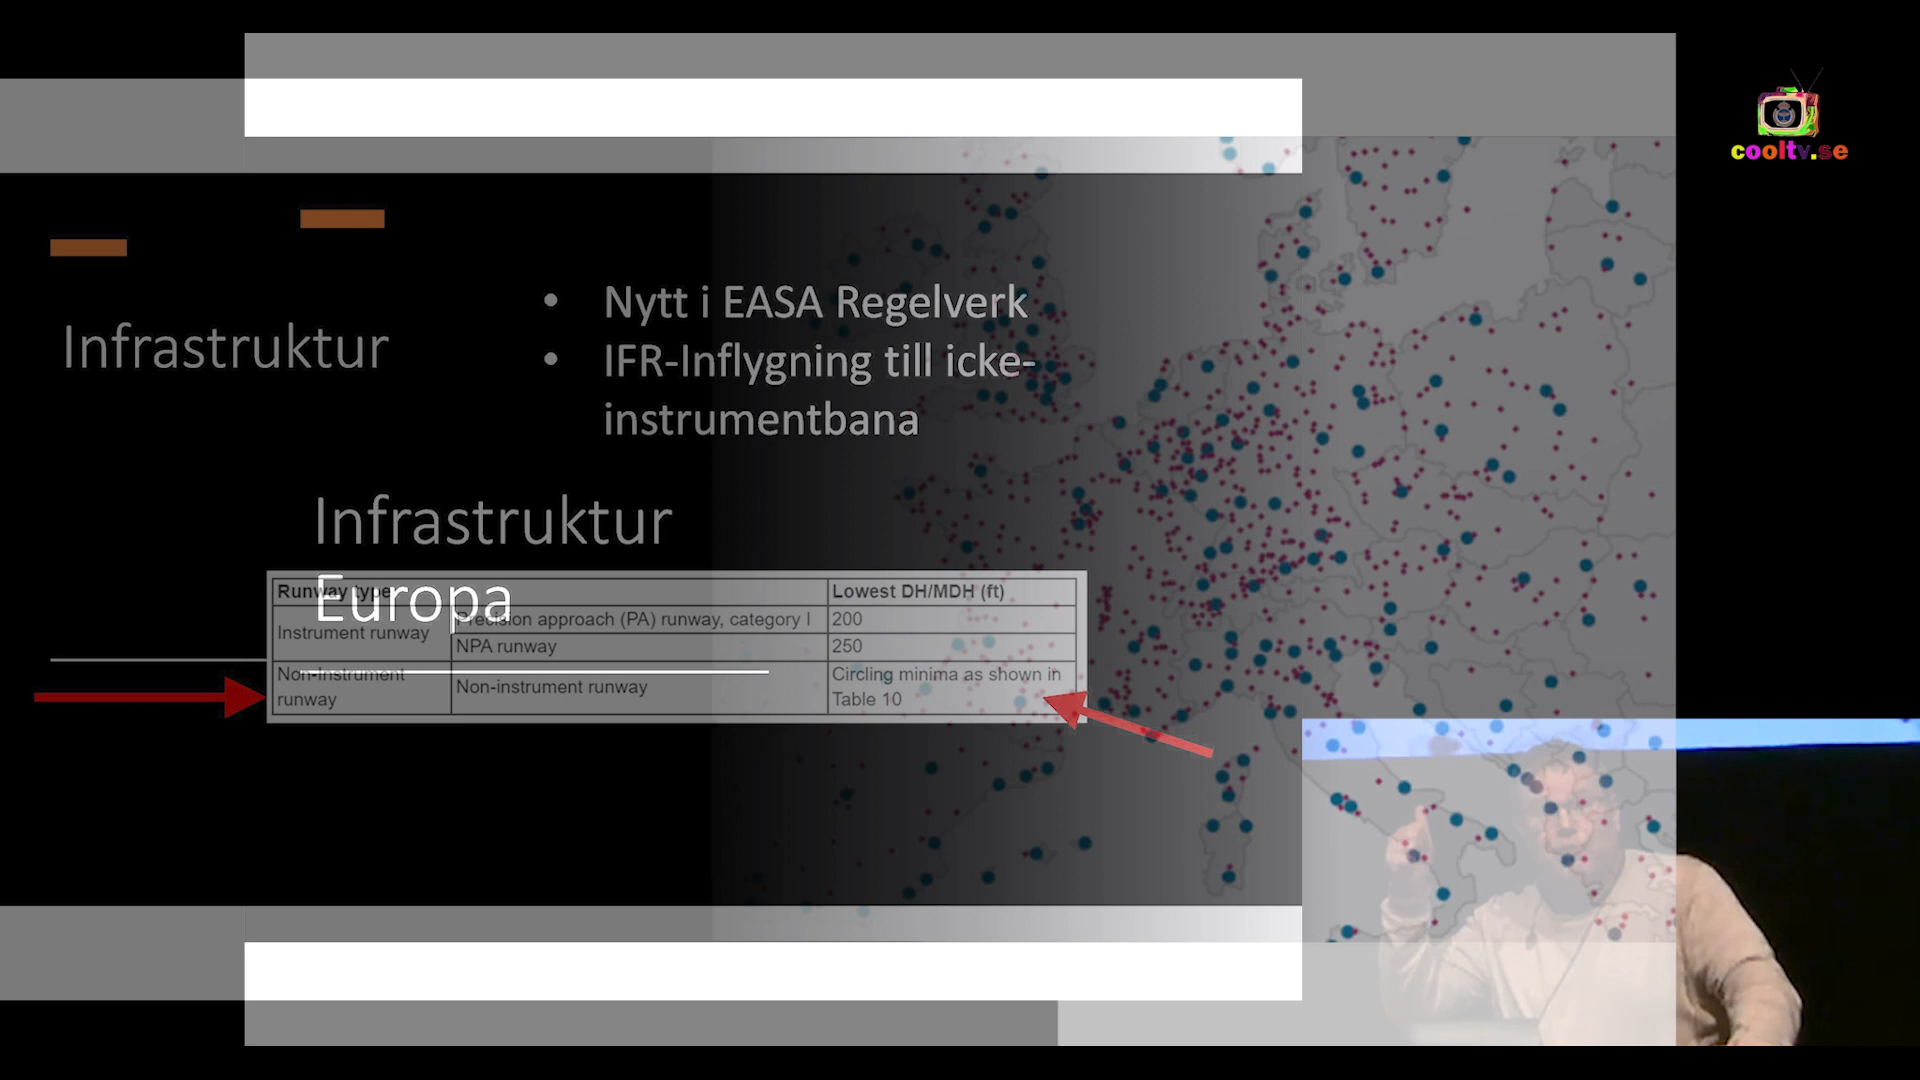 cooltv.se
Infrastruktur
• Nytt i EASA Regelverk
• IFR-Inflygning till icke-
instrumentbana
Infrastruktur
Europa
Runway type Lowest DH/MDH (ft)
Instrument runway Precision approach (PA) runway, category I 200
NPA runway 250
Non-Instrument runway Non-instrument runway Circling minima as shown in
Table 10